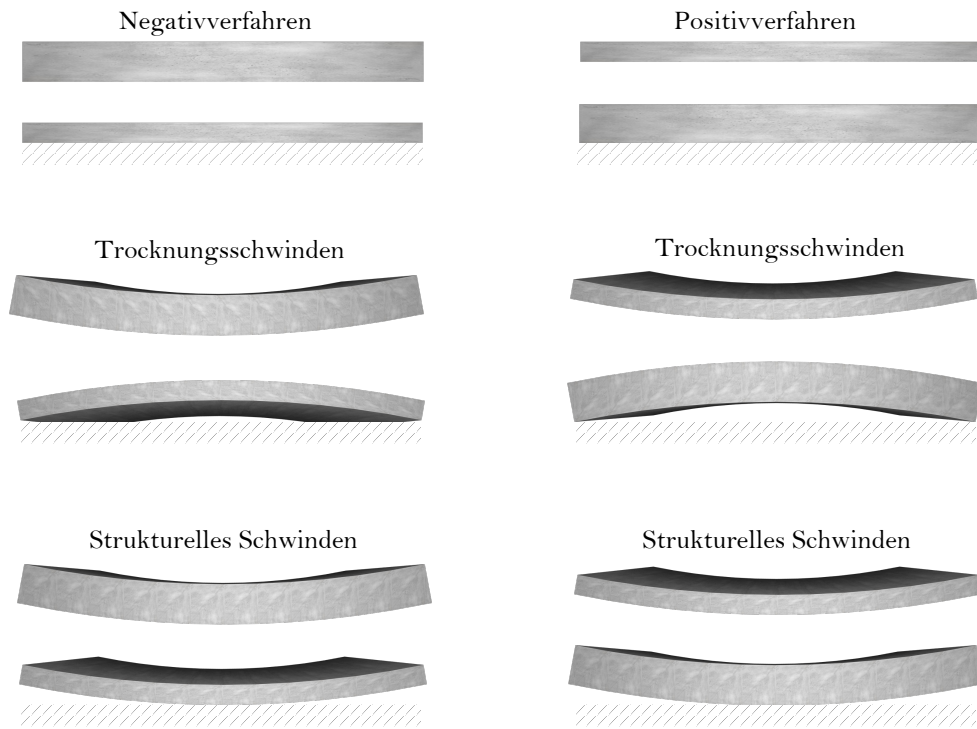 Negativverfahren
Positivverfahren
Trocknungsschwinden
Trocknungsschwinden
Strukturelles Schwinden
Strukturelles Schwinden